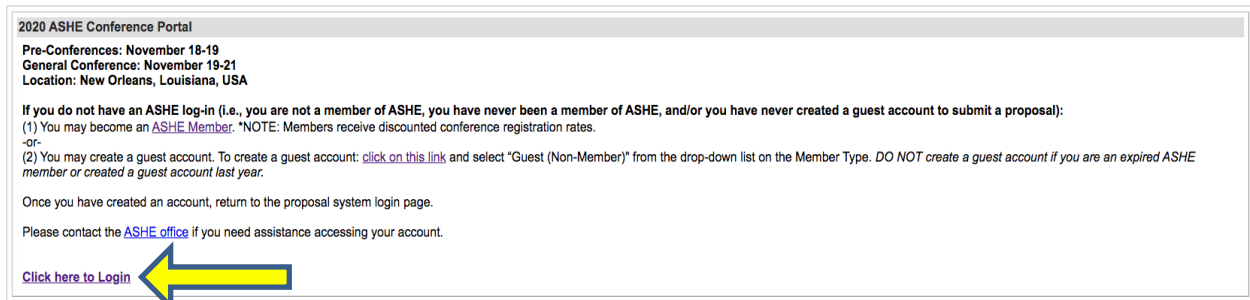 2020 ASHE Conference Portal
Pre-Conferences: November 18-19
General Conference: November 19-21
Location: New Orleans, Louisiana, USA
If you do not have an ASHE log-in (i.e., you are not a member of ASHE, you have never been a member of ASHE, and/or you have never created a guest account to submit a proposal):
(1) You may become an ASHE Member. *NOTE: Members receive discounted conference registration rates.
-or-
(2) You may create a guest account. To create a guest account: click on this link and select "Guest (Non-Member)" from the drop-down list on the Member Type. DO NOT create a guest account if you are an expired ASHE
member or created a guest account last year.
Once you have created an account, return to the proposal system login page.
Please contact the ASHE office if you need assistance accessing your account.
Click here to Login